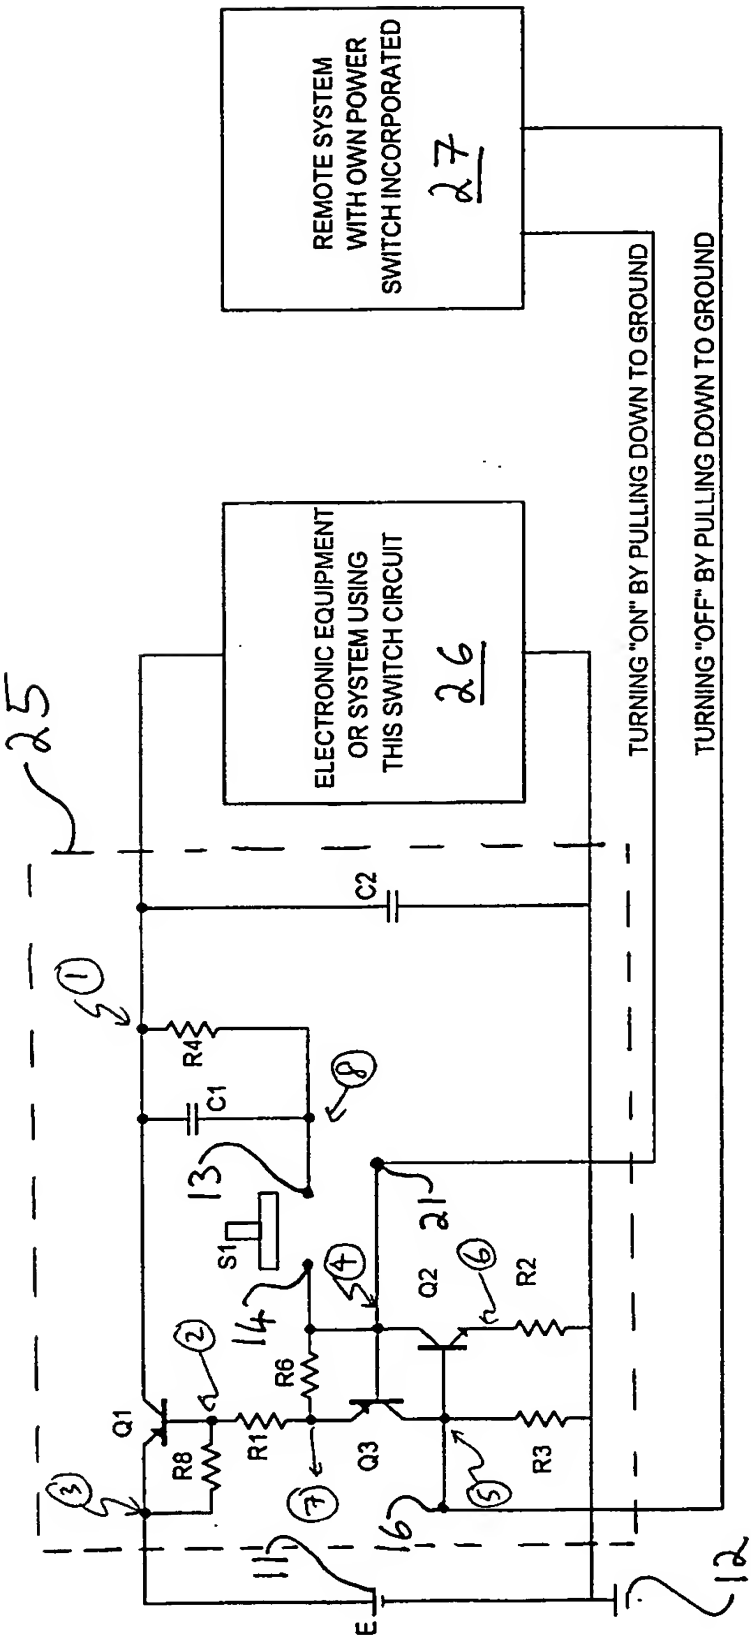 25
REMOTE SYSTEM
WITH OWN POWER
SWITCH INCORPORATED
27
ELECTRONIC EQUIPMENT
OR SYSTEM USING
THIS SWITCH CIRCUIT
26
TURNING "ON" BY PULLING DOWN TO GROUND
TURNING "OFF" BY PULLING DOWN TO GROUND
3
Q1
R8
2
R1
7
R6
14
S1
13
1
R4
C1
8
C2
4
21
Q3
Q2
6
R2
5
R3
16
11
E
12